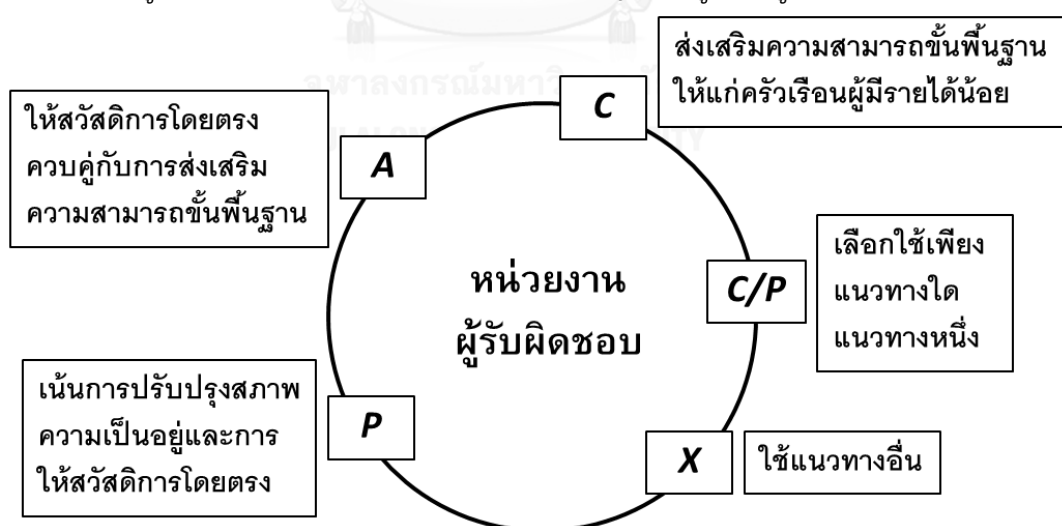 ส่งเสริมความสามารถขั้นพื้นฐาน
ให้แก่ครัวเรือนผู้มีรายได้น้อย
C
ให้สวัสดิการโดยตรง
ควบคู่กับการส่งเสริม
ความสามารถขั้นพื้นฐาน
A
หน่วยงาน
ผู้รับผิดชอบ
C/P
เลือกใช้เพียง
แนวทางใด
แนวทางหนึ่ง
เน้นการปรับปรุงสภาพ
ความเป็นอยู่และการ
ให้สวัสดิการโดยตรง
P
X
ใช้แนวทางอื่น